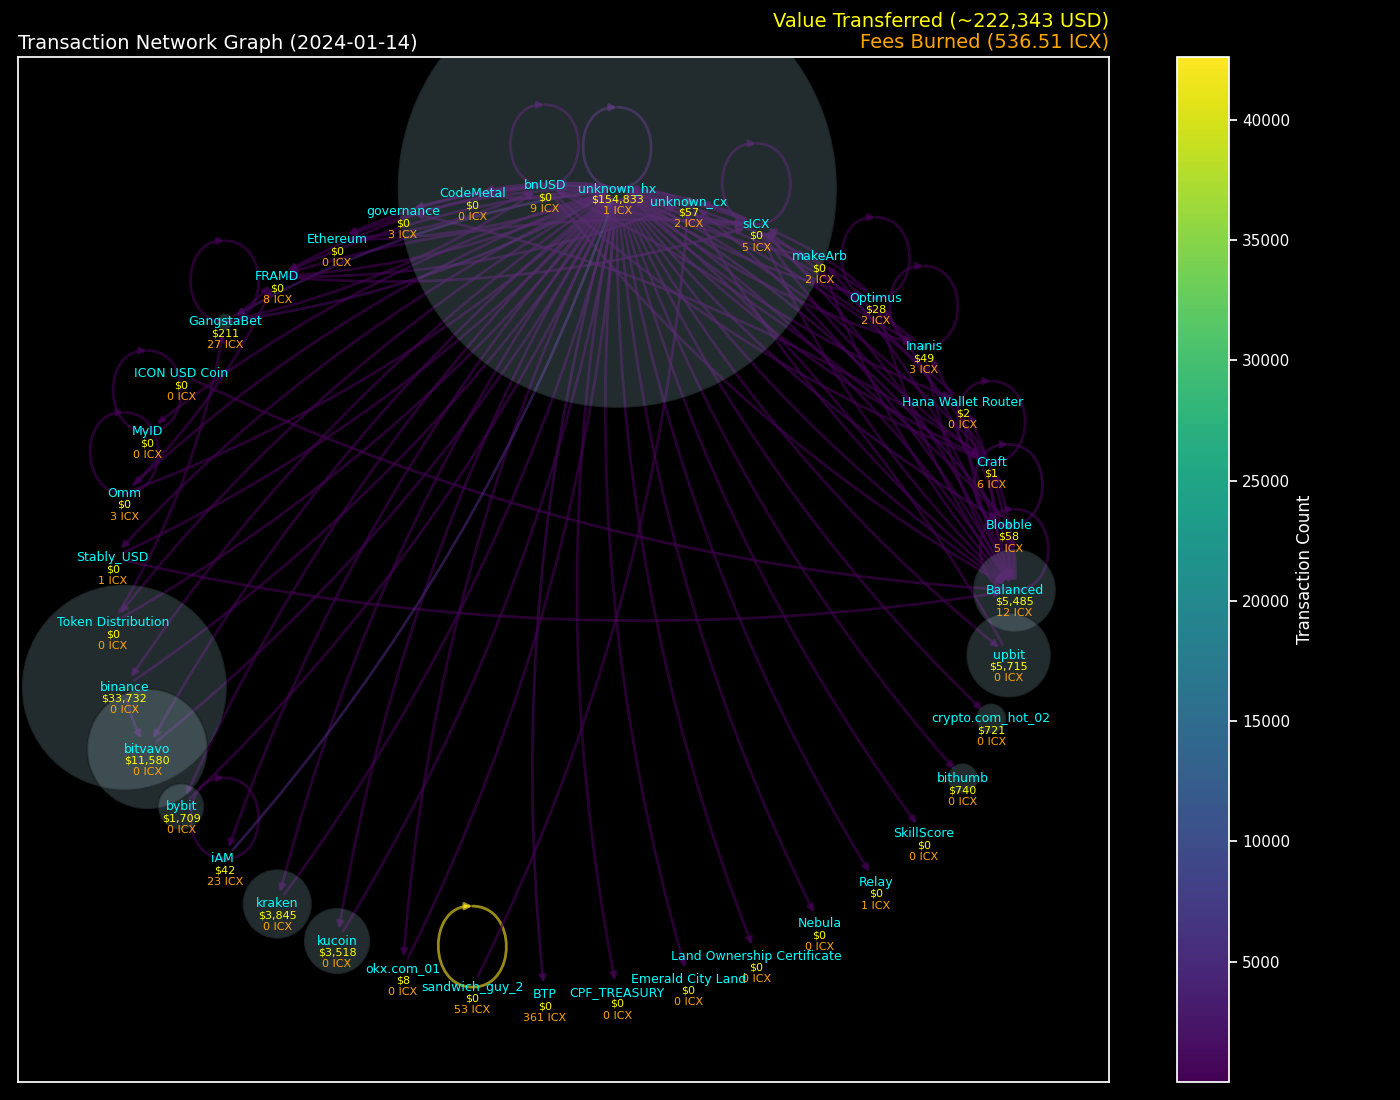 Value Transferred (~222,343 USD)
Transaction Network Graph (2024-01-14)
Fees Burned (536.51 ICX)
bnUSD
$0
9 ICX
unknown_hx
$154,833
1 ICX
CodeMetal
$0
0 ICX
unknown_cx
$57
2 ICX
governance
$0
3 ICX
sICX
$0
5 ICX
Ethereum
$0
0 ICX
makeArb
$0
2 ICX
FRAMD
$0
8 ICX
Optimus
$28
2 ICX
GangstaBet
$211
27 ICX
Inanis
$49
3 ICX
ICON USD Coin
$0
0 ICX
Hana Wallet Router
$2
0 ICX
MyID
$0
0 ICX
Craft
$1
6 ICX
Omm
$0
3 ICX
Blobble
$58
5 ICX
Stably_USD
$0
1 ICX
Balanced
$5,485
12 ICX
Token Distribution
$0
0 ICX
upbit
$5,715
0 ICX
binance
$33,732
0 ICX
crypto.com_hot_02
$721
0 ICX
bitvavo
$11,580
0 ICX
bithumb
$740
0 ICX
bybit
$1,709
0 ICX
SkillScore
$0
0 ICX
iAM
$42
23 ICX
Relay
$0
1 ICX
kraken
$3,845
0 ICX
Nebula
$0
0 ICX
kucoin
$3,518
0 ICX
Land Ownership Certificate
$0
0 ICX
okx.com_01
$8
0 ICX
Emerald City Land
$0
0 ICX
sandwich_guy_2
$0
53 ICX
BTP
$0
361 ICX
CPF_TREASURY
$0
0 ICX
40000
35000
30000
25000
20000
15000
10000
5000
Transaction Count